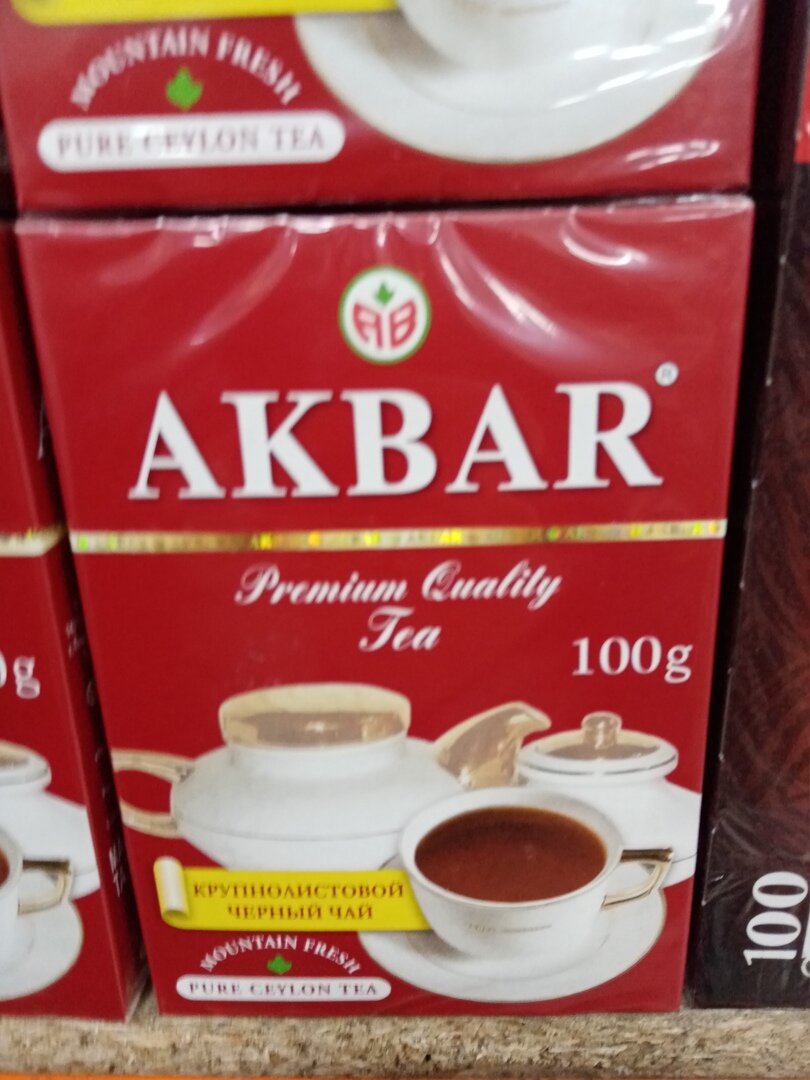 MOUNTAIN FRESH
PURE CEYLON TEA
AB
AKBAR®
Premium Quality
Tea
100g
0g
КРУПНОЛИСТОВОЙ
ЧЕРНЫЙ ЧАЙ
MOUNTAIN FRESH
PURE CEYLON TEA
100